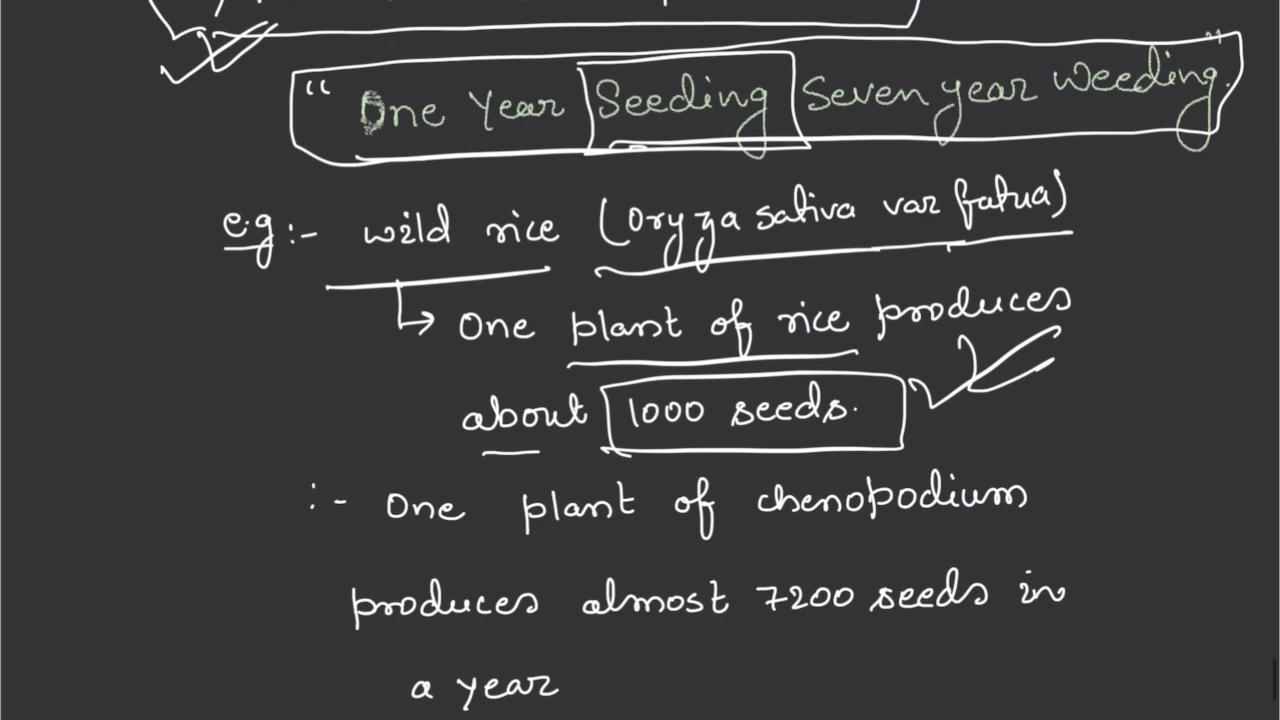 " One Year Seeding Seven year weeding."
e.g :- wild rice (oryza sativa var fatua)
↳ One plant of rice produces
about 1000 seeds.
:- One plant of chenopodium
produces almost 7200 seeds in
a year